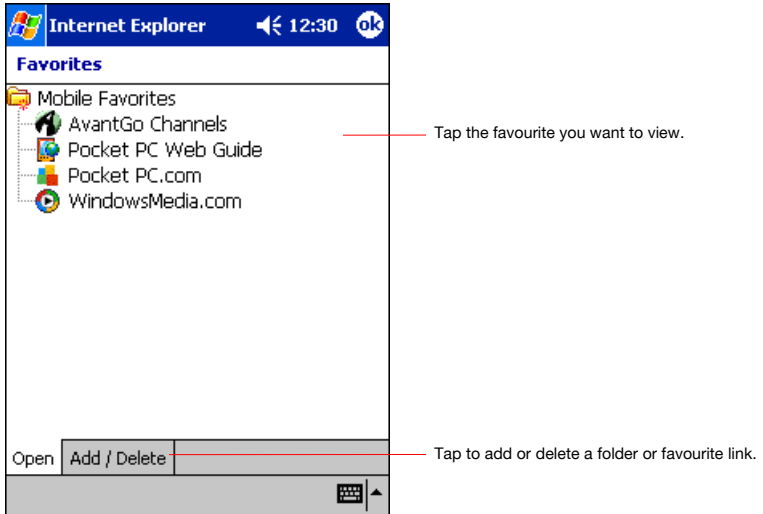 Internet Explorer 12:30 ok
Favorites
Mobile Favorites
AvantGo Channels
Pocket PC Web Guide
Pocket PC.com
WindowsMedia.com
Tap the favourite you want to view.
Open Add / Delete
Tap to add or delete a folder or favourite link.